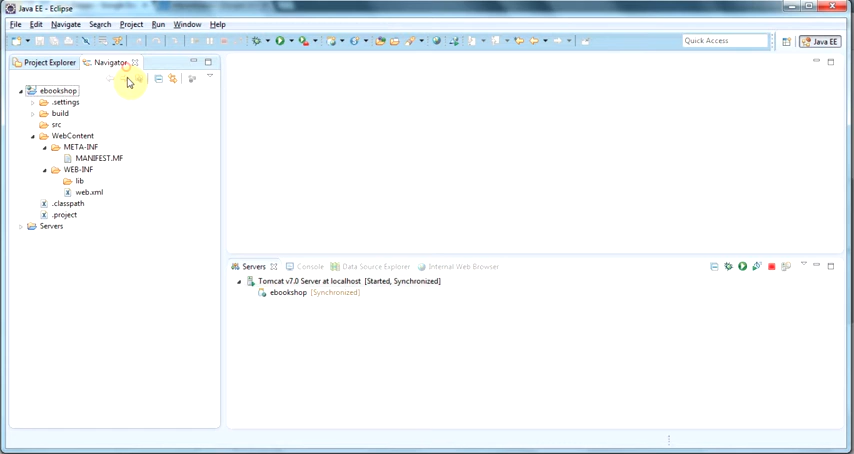 Java EE - Eclipse
File Edit Navigate Search Project Run Window Help
Quick Access
Java EE
Project Explorer Navigator
ebookshop
.settings
build
src
WebContent
META-INF
MANIFEST.MF
WEB-INF
lib
web.xml
.classpath
.project
Servers
Servers Console Data Source Explorer Internal Web Browser
Tomcat v7.0 Server at localhost [Started, Synchronized]
ebookshop [Synchronized]